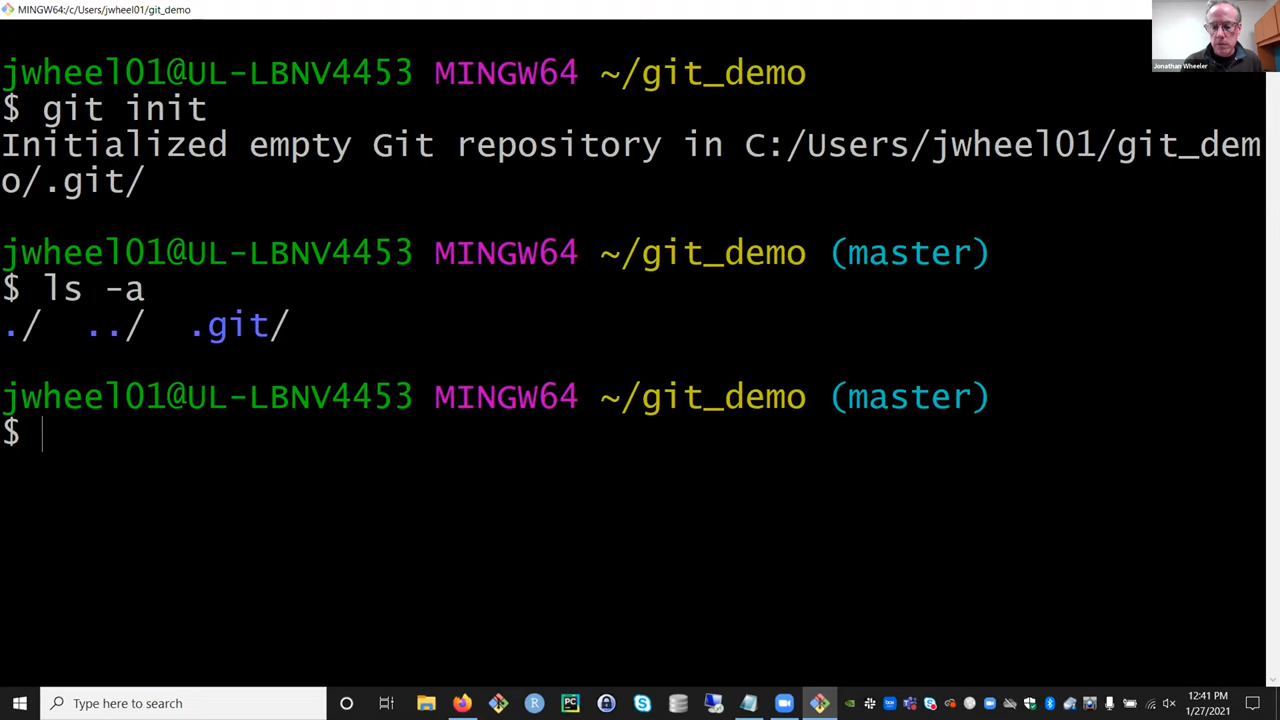 MINGW64:/c/Users/jwheel01/git_demo
Jonathan Wheeler
jwheel01@UL-LBNV4453 MINGW64 ~/git_demo
$ git init
Initialized empty Git repository in C:/Users/jwheel01/git_dem
o/.git/
jwheel01@UL-LBNV4453 MINGW64 ~/git_demo (master)
$ ls -a
./ ../ .git/
jwheel01@UL-LBNV4453 MINGW64 ~/git_demo (master)
$
Type here to search
12:41 PM
1/27/2021